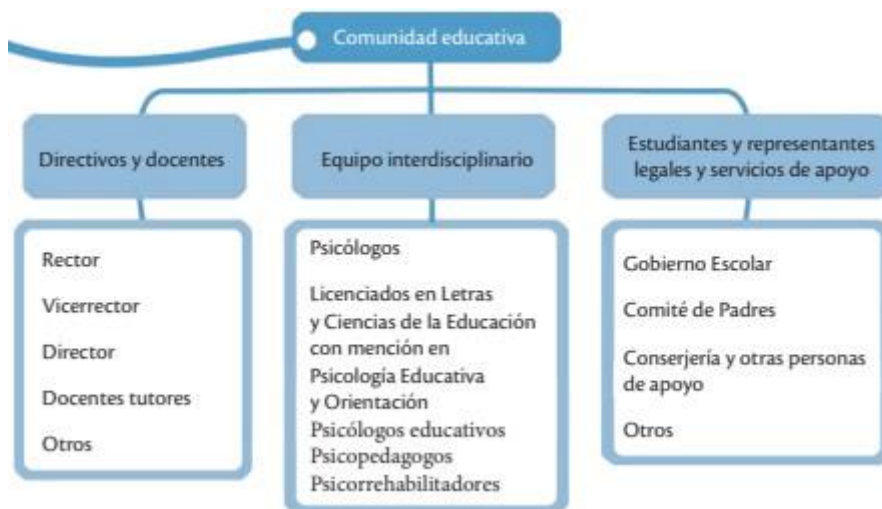 Comunidad educativa
Directivos y docentes
Equipo interdisciplinario
Estudiantes y representantes
legales y servicios de apoyo
Rector
Vicerrector
Director
Docentes tutores
Otros
Psicólogos
Licenciados en Letras
y Ciencias de la Educación
con mención en
Psicología Educativa
y Orientación
Psicólogos educativos
Psicopedagogos
Psicorrehabilitadores
Gobierno Escolar
Comité de Padres
Conserjería y otras personas
de apoyo
Otros